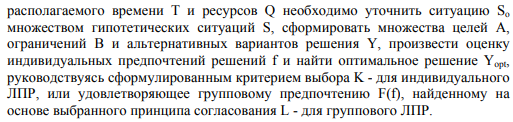 располагаемого времени T и ресурсов Q необходимо уточнить ситуацию So
множеством гипотетических ситуаций S, сформировать множества целей А,
ограничений В и альтернативных вариантов решения Y, произвести оценку
индивидуальных предпочтений решений f и найти оптимальное решение Yopt,
руководствуясь сформулированным критерием выбора K - для индивидуального
ЛПР, или удовлетворяющее групповому предпочтению F(f), найденному на
основе выбранного принципа согласования L - для группового ЛПР.